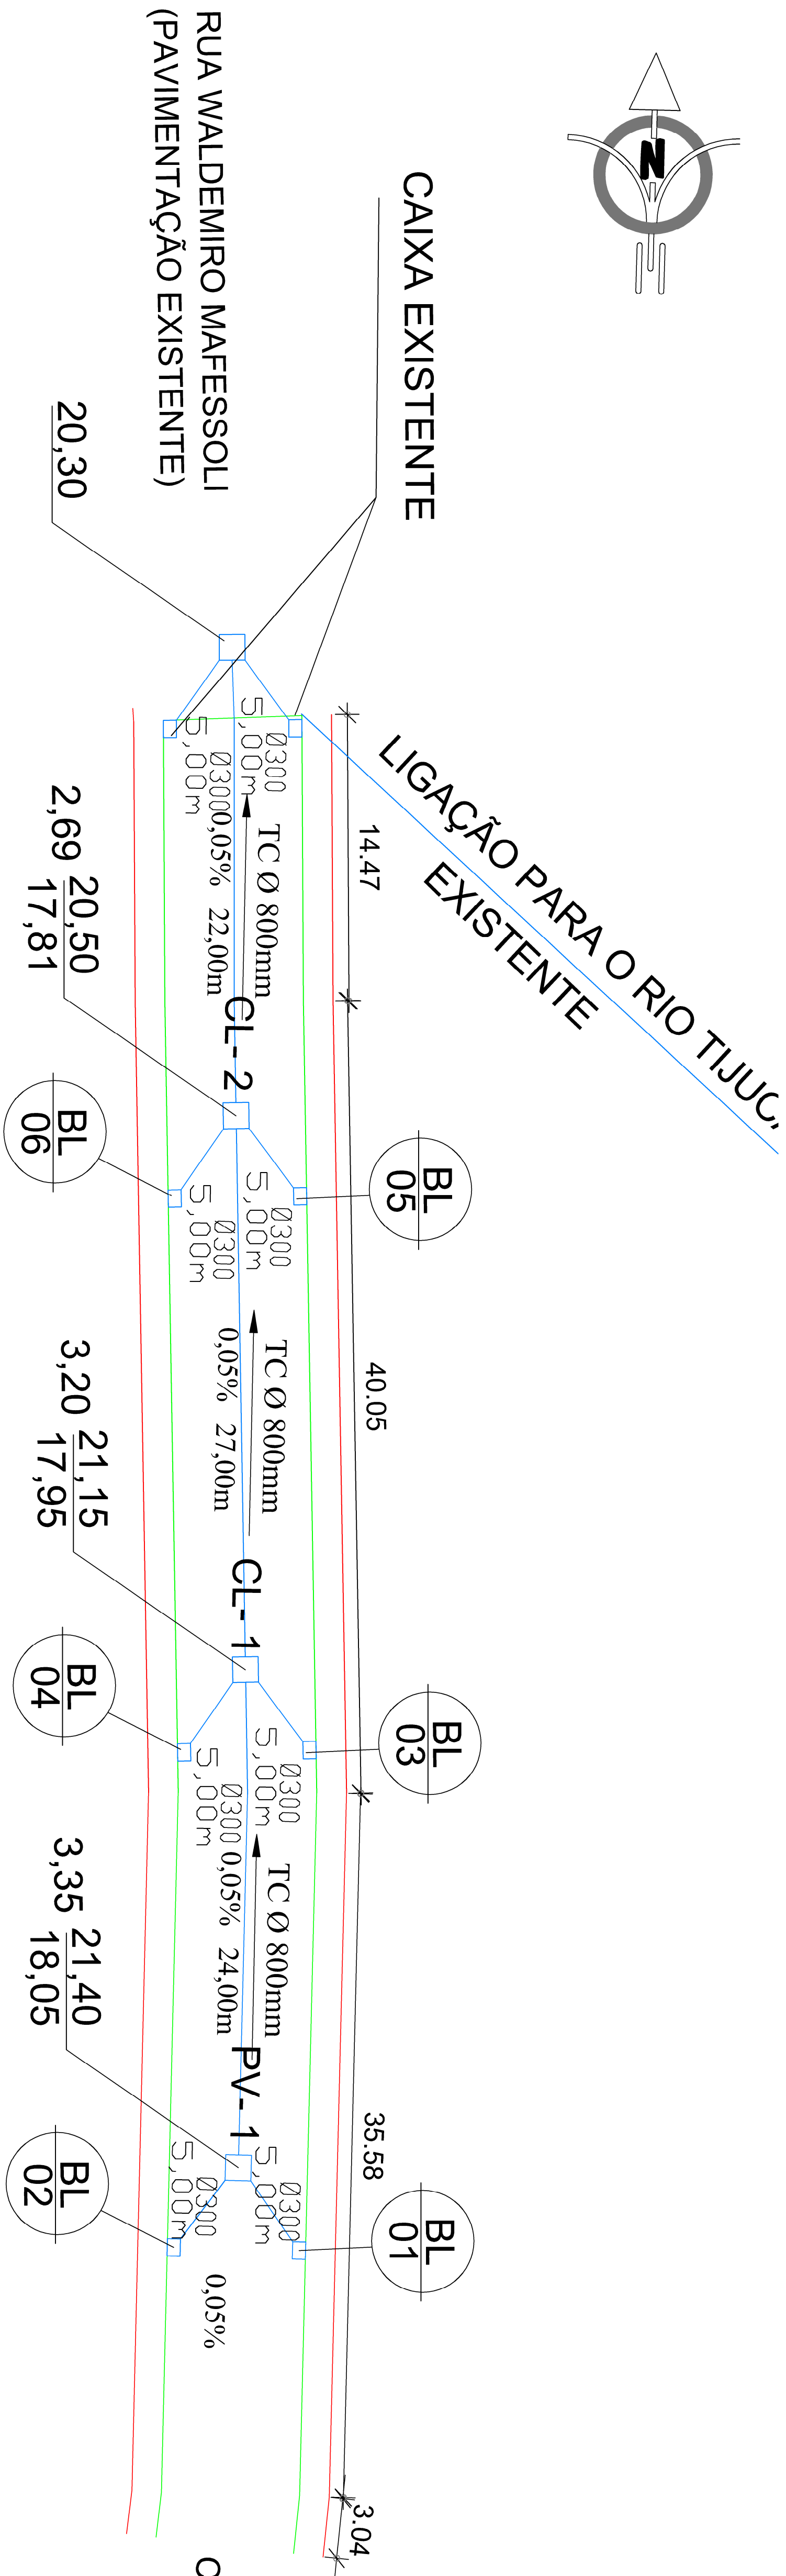 N
RUA WALDEMIRO MAFESSOLI
(PAVIMENTAÇÃO EXISTENTE)
CAIXA EXISTENTE
20,30
LIGAÇÃO PARA O RIO TIJUC
EXISTENTE
14.47
Ø300
5,00m
Ø300
5,00m
TC Ø 800mm
0,05% 22,00m
2,69
20,50
17,81
CL- 2
BL
06
BL
05
Ø300
5,00m
Ø300
5,00m
40.05
TC Ø 800mm
0,05% 27,00m
3,20
21,15
17,95
CL- 1
BL
04
BL
03
Ø300
5,00m
Ø300
5,00m
TC Ø 800mm
0,05% 24,00m
3,35
21,40
18,05
PV- 1
35.58
BL
02
BL
01
Ø300
5,00m
Ø300
5,00m
0,05%
3.04